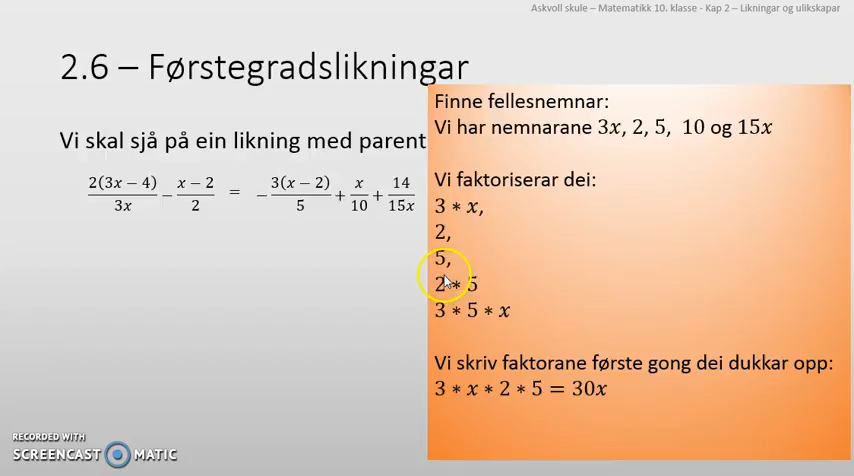 Askvoll skule – Matematikk 10. klasse - Kap 2 – Likningar og ulikskapar
2.6 – Førstegradslikningar
Vi skal sjå på ein likning med parent
2(3x − 4)/3x − x − 2/2 = − 3(x − 2)/5 + x/10 + 14/15x
Finne fellesnemnar:
Vi har nemnarane 3x, 2, 5, 10 og 15x
Vi faktoriserar dei:
3 ∗ x,
2,
5,
2 ∗ 5
3 ∗ 5 ∗ x
Vi skriv faktorane første gong dei dukkar opp:
3 ∗ x ∗ 2 ∗ 5 = 30x
RECORDED WITH
SCREENCAST MATIC